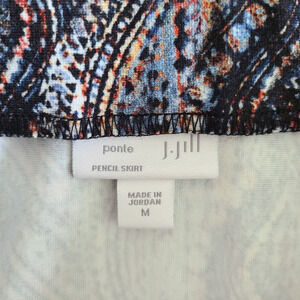 ponte J.Jill
PENCIL SKIRT
MADE IN
JORDAN
M